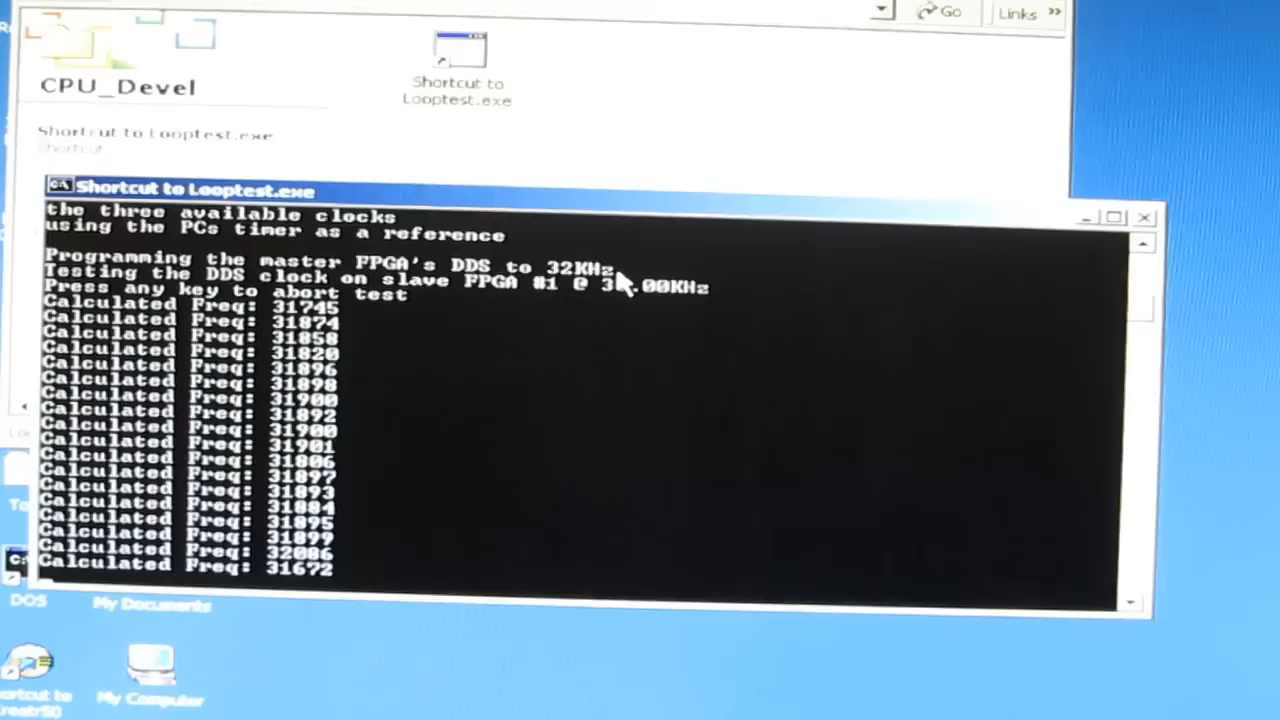 Go
Links »
CPU_Devel
Shortcut to
Looptest.exe
Shortcut to Looptest.exe
Shortcut
Shortcut to Looptest.exe
the three available clocks
using the PCs timer as a reference
Programming the master FPGA's DDS to 32KHz
Testing the DDS clock on slave FPGA #1 @ 3 .00KHz
Press any key to abort test
Calculated Freq: 31745
Calculated Freq: 31874
Calculated Freq: 31858
Calculated Freq: 31820
Calculated Freq: 31896
Calculated Freq: 31898
Calculated Freq: 31900
Calculated Freq: 31892
Calculated Freq: 31900
Calculated Freq: 31901
Calculated Freq: 31806
Calculated Freq: 31897
Calculated Freq: 31893
Calculated Freq: 31884
Calculated Freq: 31895
Calculated Freq: 31899
Calculated Freq: 32086
Calculated Freq: 31672
DOS
My Documents
My Computer